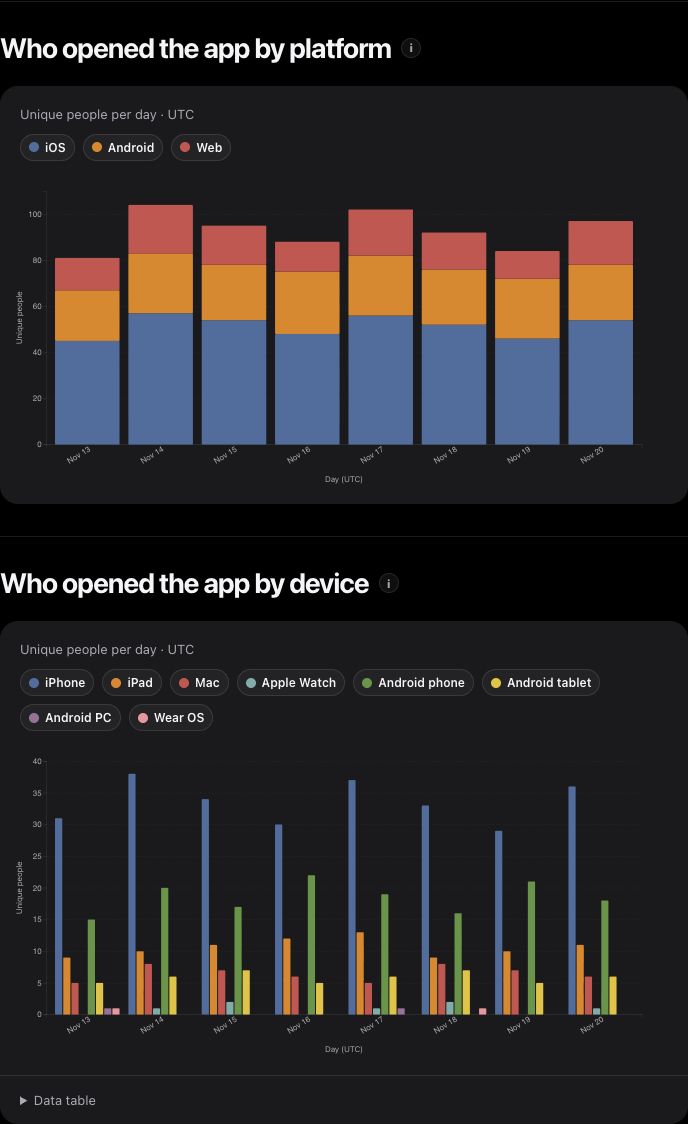 Who opened the app by platform i
Unique people per day · UTC
iOS Android Web
100
80
60
40
20
0
Unique people
Nov 13 Nov 14 Nov 15 Nov 16 Nov 17 Nov 18 Nov 19 Nov 20
Day (UTC)
Who opened the app by device i
Unique people per day · UTC
iPhone iPad Mac Apple Watch Android phone Android tablet
Android PC Wear OS
40
35
30
25
20
15
10
5
0
Unique people
Nov 13 Nov 14 Nov 15 Nov 16 Nov 17 Nov 18 Nov 19 Nov 20
Day (UTC)
Data table